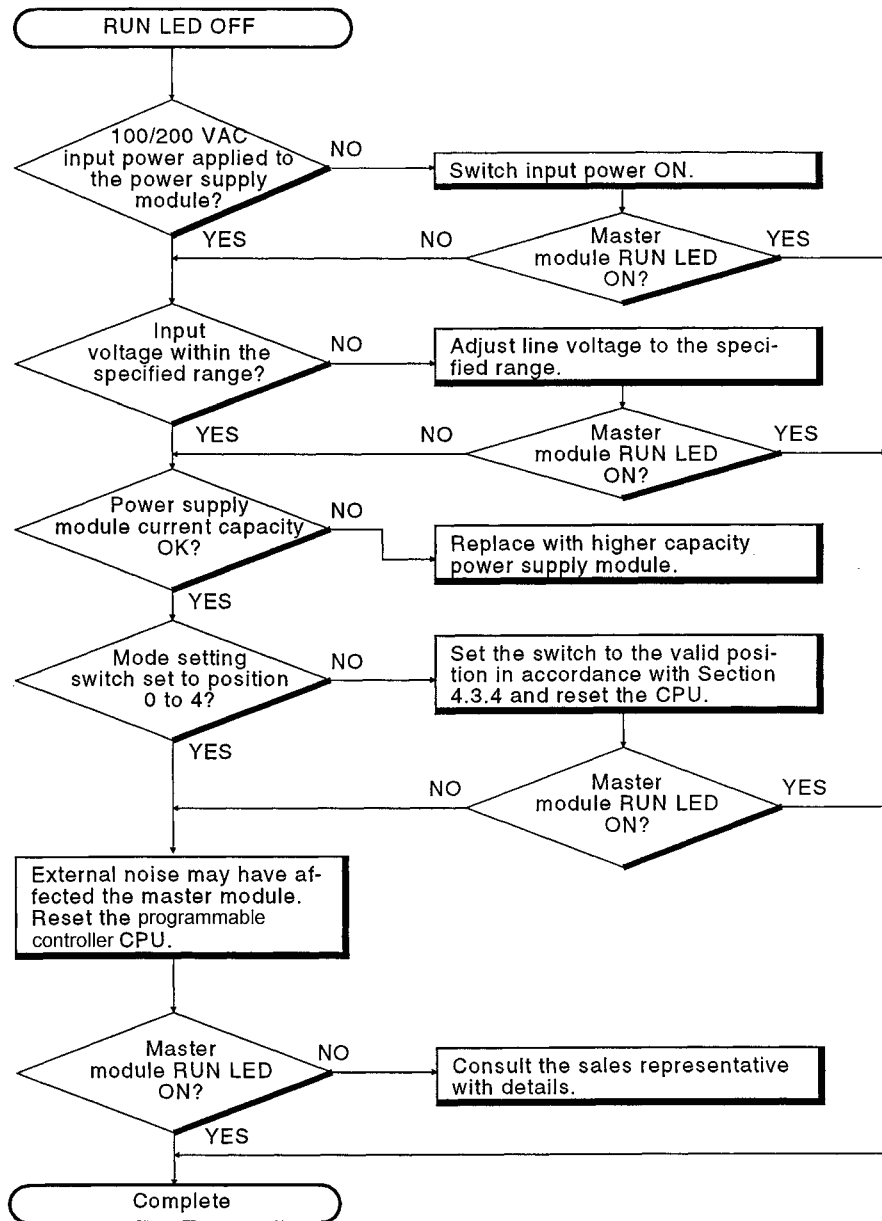 RUN LED OFF
100/200 VAC
input power applied to
the power supply
module?
NO
Switch input power ON.
YES
NO
Master
module RUN LED
ON?
YES
Input
voltage within the
specified range?
NO
Adjust line voltage to the speci-
fied range.
YES
NO
Master
module RUN LED
ON?
YES
Power supply
module current capacity
OK?
NO
Replace with higher capacity
power supply module.
YES
Mode setting
switch set to position
0 to 4?
NO
Set the switch to the valid posi-
tion in accordance with Section
4.3.4 and reset the CPU.
YES
NO
Master
module RUN LED
ON?
YES
External noise may have af-
fected the master module.
Reset the programmable
controller CPU.
Master
module RUN LED
ON?
NO
Consult the sales representative
with details.
YES
Complete